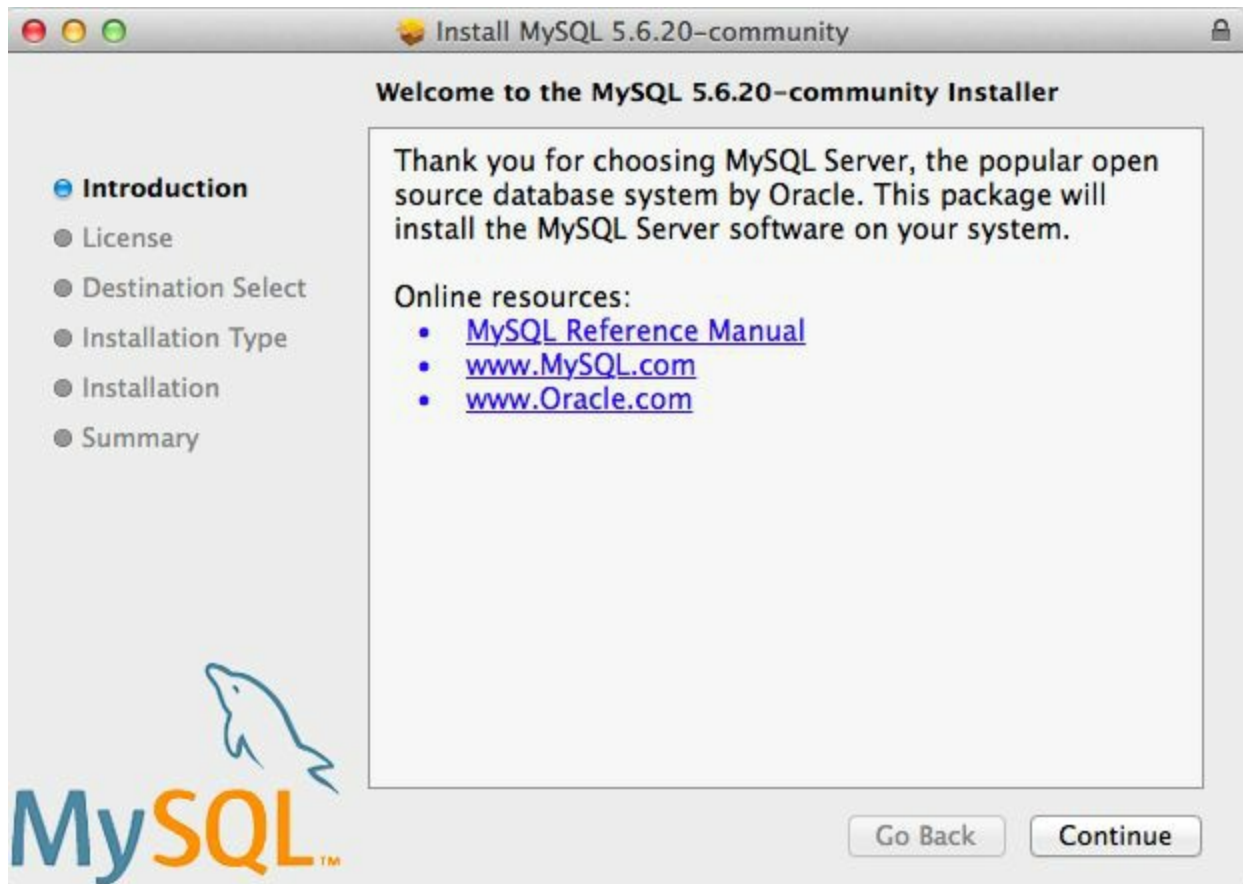 Install MySQL 5.6.20-community
Welcome to the MySQL 5.6.20-community Installer
Introduction
License
Destination Select
Installation Type
Installation
Summary
Thank you for choosing MySQL Server, the popular open
source database system by Oracle. This package will
install the MySQL Server software on your system.
Online resources:
• MySQL Reference Manual
• www.MySQL.com
• www.Oracle.com
MySQL™
Go Back
Continue